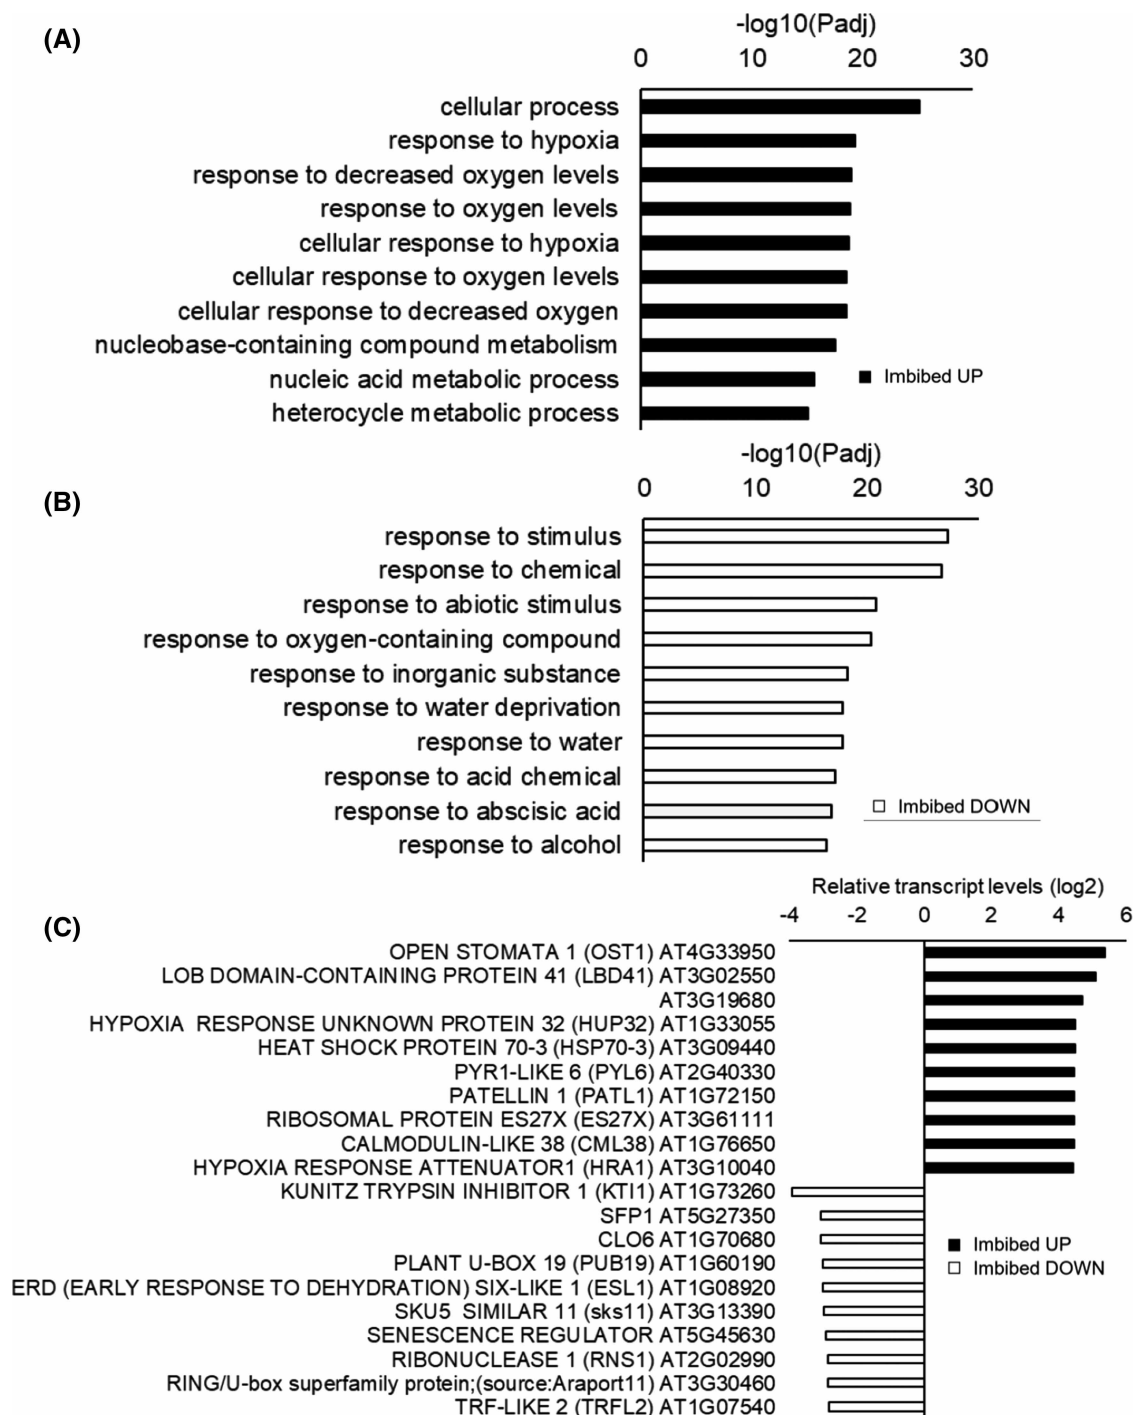 (A)
-log10(Padj)
0 10 20 30
cellular process
response to hypoxia
response to decreased oxygen levels
response to oxygen levels
cellular response to hypoxia
cellular response to oxygen levels
cellular response to decreased oxygen
nucleobase-containing compound metabolism
nucleic acid metabolic process
Imbibed UP
heterocycle metabolic process
(B)
-log10(Padj)
0 10 20 30
response to stimulus
response to chemical
response to abiotic stimulus
response to oxygen-containing compound
response to inorganic substance
response to water deprivation
response to water
response to acid chemical
response to abscisic acid
Imbibed DOWN
response to alcohol
(C)
Relative transcript levels (log2)
-4 -2 0 2 4 6
OPEN STOMATA 1 (OST1) AT4G33950
LOB DOMAIN-CONTAINING PROTEIN 41 (LBD41) AT3G02550
AT3G19680
HYPOXIA RESPONSE UNKNOWN PROTEIN 32 (HUP32) AT1G33055
HEAT SHOCK PROTEIN 70-3 (HSP70-3) AT3G09440
PYR1-LIKE 6 (PYL6) AT2G40330
PATELLIN 1 (PATL1) AT1G72150
RIBOSOMAL PROTEIN ES27X (ES27X) AT3G61111
CALMODULIN-LIKE 38 (CML38) AT1G76650
HYPOXIA RESPONSE ATTENUATOR1 (HRA1) AT3G10040
KUNITZ TRYPSIN INHIBITOR 1 (KTI1) AT1G73260
SFP1 AT5G27350
CLO6 AT1G70680
Imbibed UP
PLANT U-BOX 19 (PUB19) AT1G60190
Imbibed DOWN
ERD (EARLY RESPONSE TO DEHYDRATION) SIX-LIKE 1 (ESL1) AT1G08920
SKU5 SIMILAR 11 (sks11) AT3G13390
SENESCENCE REGULATOR AT5G45630
RIBONUCLEASE 1 (RNS1) AT2G02990
RING/U-box superfamily protein;(source:Araport11) AT3G30460
TRF-LIKE 2 (TRFL2) AT1G07540